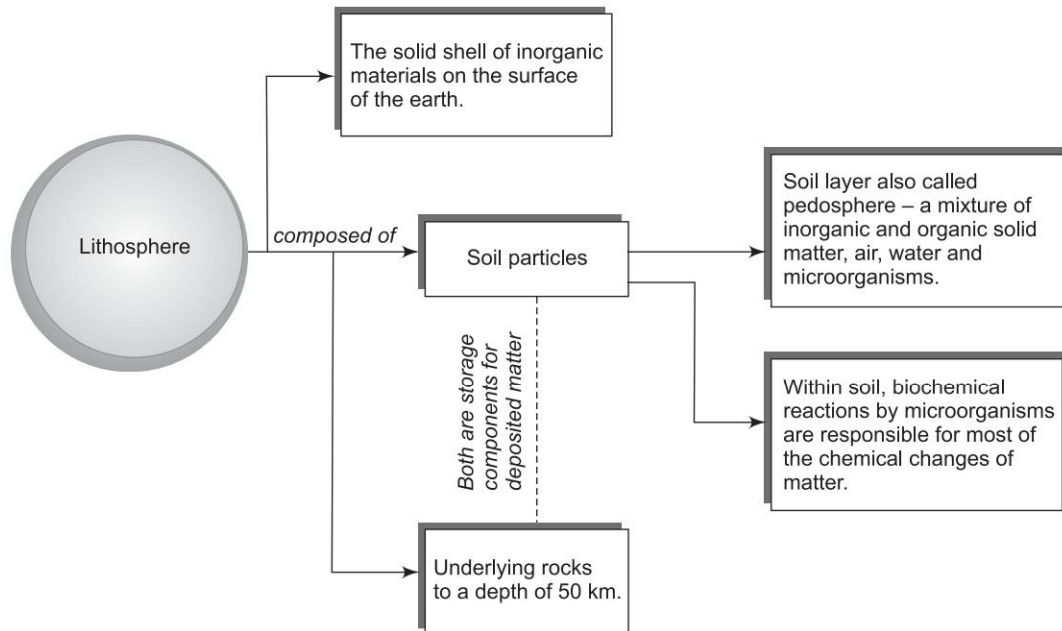 The solid shell of inorganic
materials on the surface
of the earth.
Lithosphere
composed of
Soil particles
Soil layer also called
pedosphere – a mixture of
inorganic and organic solid
matter, air, water and
microorganisms.
Both are storage
components for
deposited matter
Within soil, biochemical
reactions by microorganisms
are responsible for most of
the chemical changes of
matter.
Underlying rocks
to a depth of 50 km.